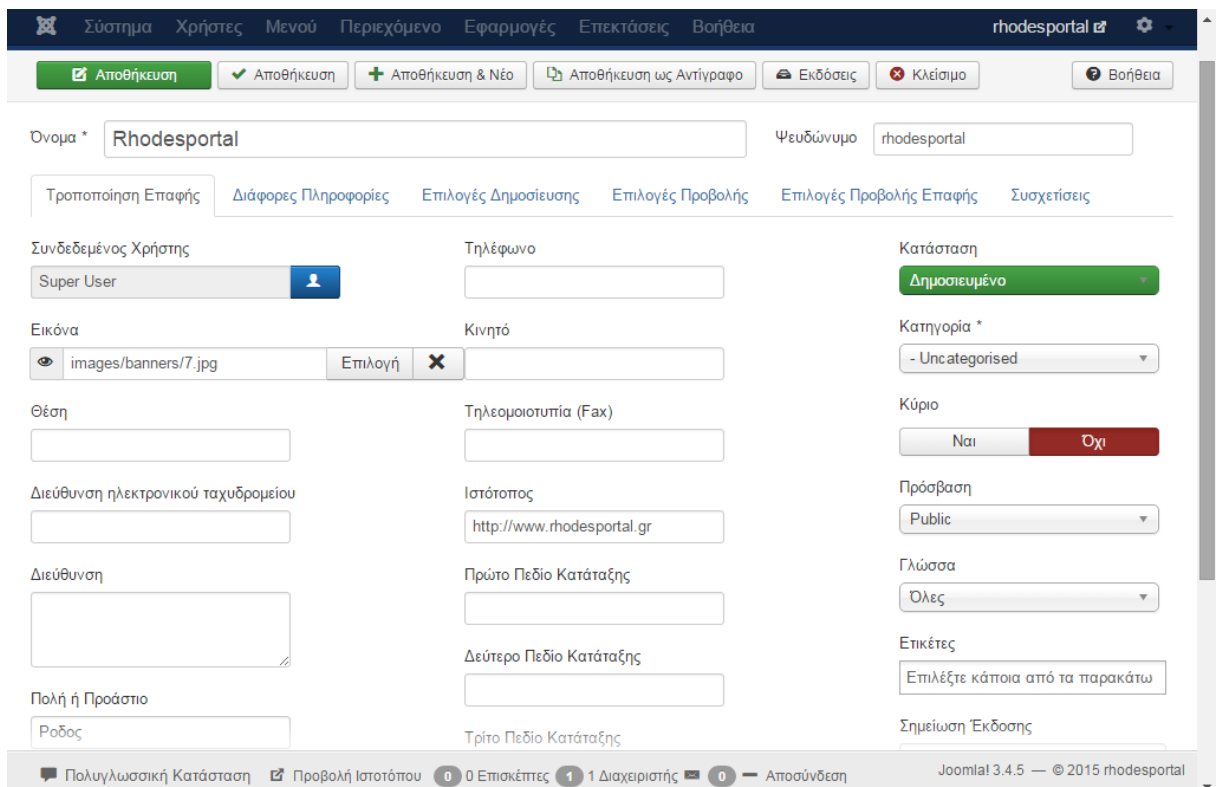 Σύστημα Χρήστες Μενού Περιεχόμενο Εφαρμογές Επεκτάσεις Βοήθεια rhodesportal
Αποθήκευση Αποθήκευση Αποθήκευση & Νέο Αποθήκευση ως Αντίγραφο Εκδόσεις Κλείσιμο Βοήθεια
Όνομα * Rhodesportal Ψευδώνυμο rhodesportal
Τροποποίηση Επαφής Διάφορες Πληροφορίες Επιλογές Δημοσίευσης Επιλογές Προβολής Επιλογές Προβολής Επαφής Συσχετίσεις
Συνδεδεμένος Χρήστης
Super User
Εικόνα
images/banners/7.jpg Επιλογή
Θέση
Διεύθυνση ηλεκτρονικού ταχυδρομείου
Διεύθυνση
Πολή ή Προάστιο
Ροδος
Τηλέφωνο
Κινητό
Τηλεομοιοτυπία (Fax)
Ιστότοπος
http://www.rhodesportal.gr
Πρώτο Πεδίο Κατάταξης
Δεύτερο Πεδίο Κατάταξης
Τρίτο Πεδίο Κατάταξης
Κατάσταση
Δημοσιευμένο
Κατηγορία *
- Uncategorised
Κύριο
Ναι Όχι
Πρόσβαση
Public
Γλώσσα
Όλες
Ετικέτες
Επιλέξτε κάποια από τα παρακάτω
Σημείωση Έκδοσης
Πολυγλωσσική Κατάσταση Προβολή Ιστοτόπου 0 0 Επισκέπτες 1 1 Διαχειριστής 0 Αποσύνδεση Joomla! 3.4.5 — © 2015 rhodesportal